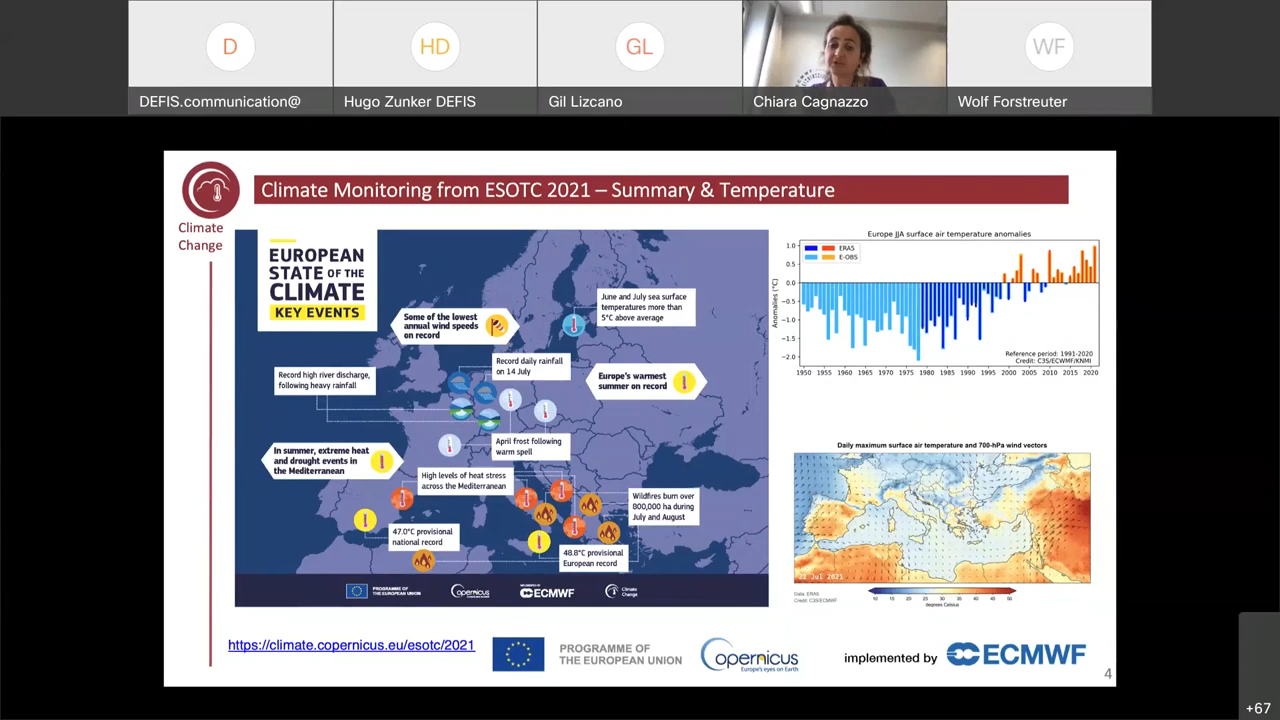 D
HD
GL
WF
DEFIS.communication@
Hugo Zunker DEFIS
Gil Lizcano
Chiara Cagnazzo
Wolf Forstreuter
Climate Monitoring from ESOTC 2021 – Summary & Temperature
Climate
Change
EUROPEAN
STATE OF THE
CLIMATE
KEY EVENTS
Some of the lowest
annual wind speeds
on record
June and July sea surface
temperatures more than
5°C above average
Record daily rainfall
on 14 July
Record high river discharge,
following heavy rainfall
Europe's warmest
summer on record
April frost following
warm spell
In summer, extreme heat
and drought events in
the Mediterranean
High levels of heat stress
across the Mediterranean
Wildfires burn over
800,000 ha during
July and August
47.0°C provisional
national record
48.8°C provisional
European record
PROGRAMME OF
THE EUROPEAN UNION
Copernicus
IMPLEMENTED BY
ECMWF
Climate
Change
Europe JJA surface air temperature anomalies
ERA5
E-OBS
Anomalies (°C)
1.0
0.5
0.0
−0.5
−1.0
−1.5
−2.0
Reference period: 1991-2020
Credit: C3S/ECMWF/KNMI
1950 1955 1960 1965 1970 1975 1980 1985 1990 1995 2000 2005 2010 2015 2020
Daily maximum surface air temperature and 700-hPa wind vectors
22 Jul 2021
Data: ERA5
Credit: C3S/ECMWF
10 15 20 25 30 35 40 45 50
degrees Celsius
https://climate.copernicus.eu/esotc/2021
PROGRAMME OF
THE EUROPEAN UNION
opernicus
Europe's eyes on Earth
implemented by
ECMWF
4
+67